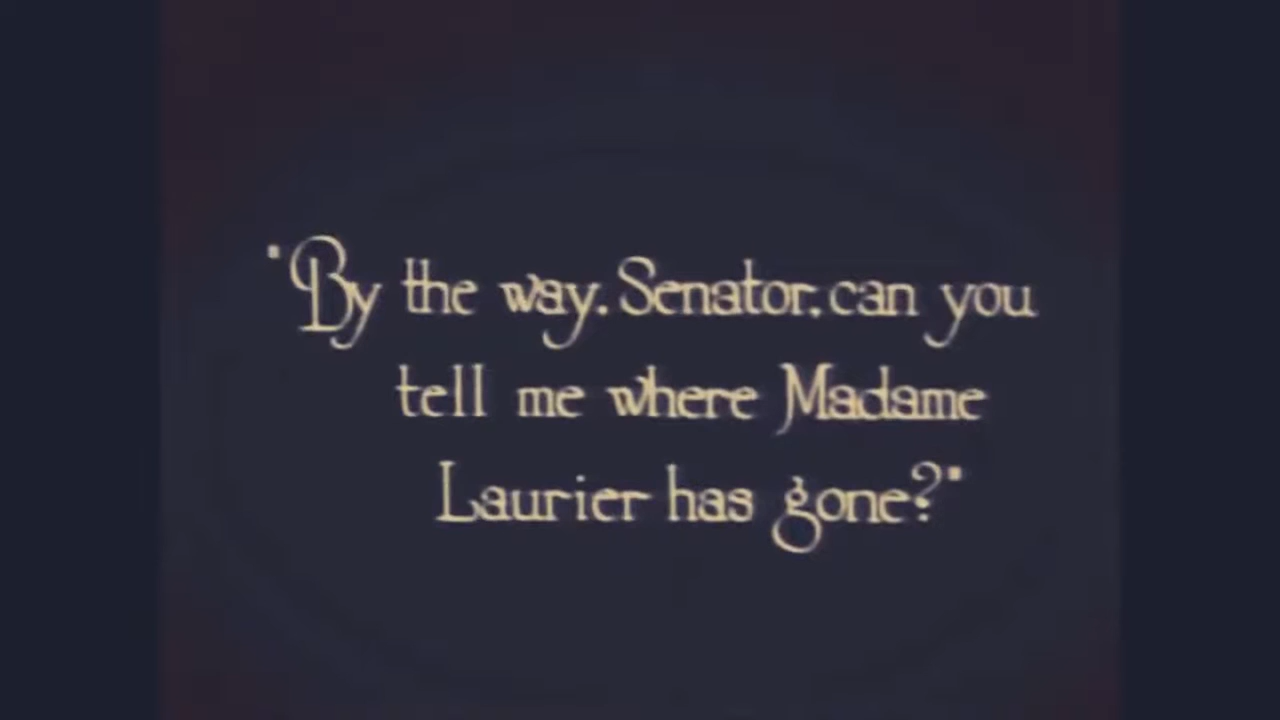 "By the way, Senator, can you
tell me where Madame
Laurier has gone?"